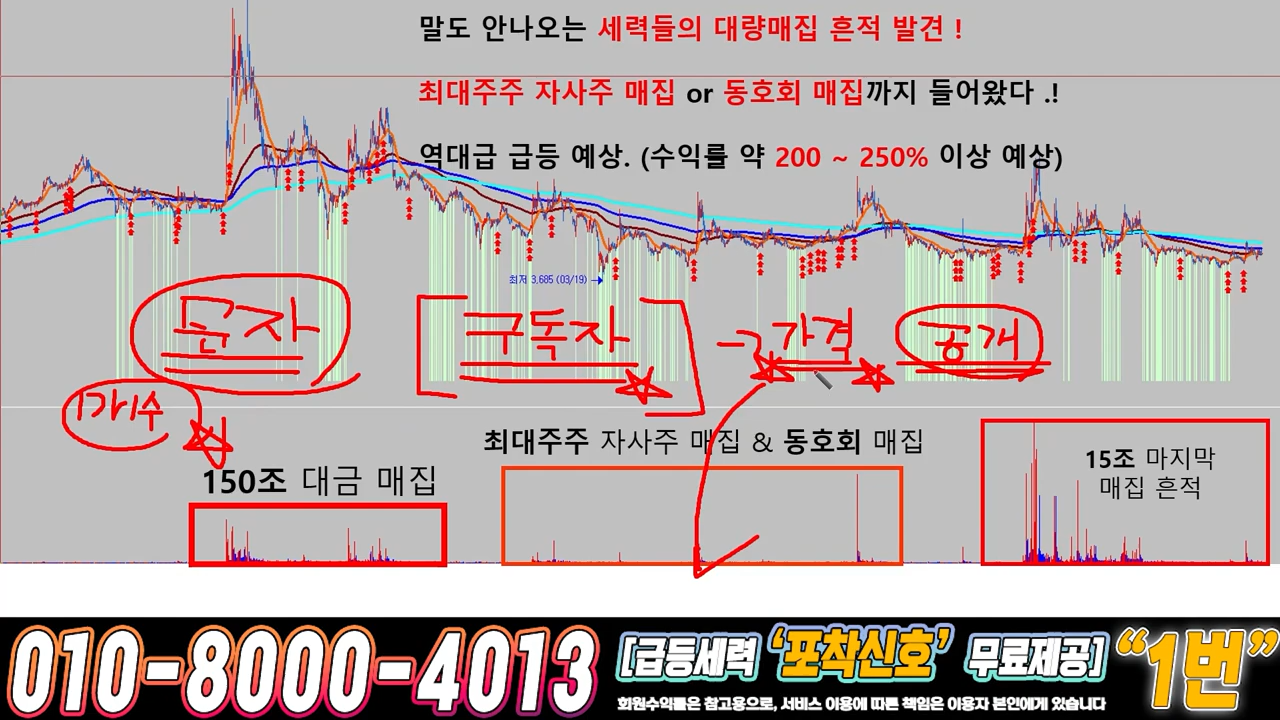 말도 안나오는 세력들의 대량매집 흔적 발견 !
최대주주 자사주 매집 or 동호회 매집까지 들어왔다 .!
역대급 급등 예상. (수익률 약 200 ~ 250% 이상 예상)
최저 3,685 (03/19)
문자
구독자
가격
공개
최대주주 자사주 매집 & 동호회 매집
150조 대금 매집
15조 마지막
매집 흔적
010-8000-4013
[급등세력 '포착신호' 무료제공] "1번"
회원수익률은 참고용으로, 서비스 이용에 따른 책임은 이용자 본인에게 있습니다